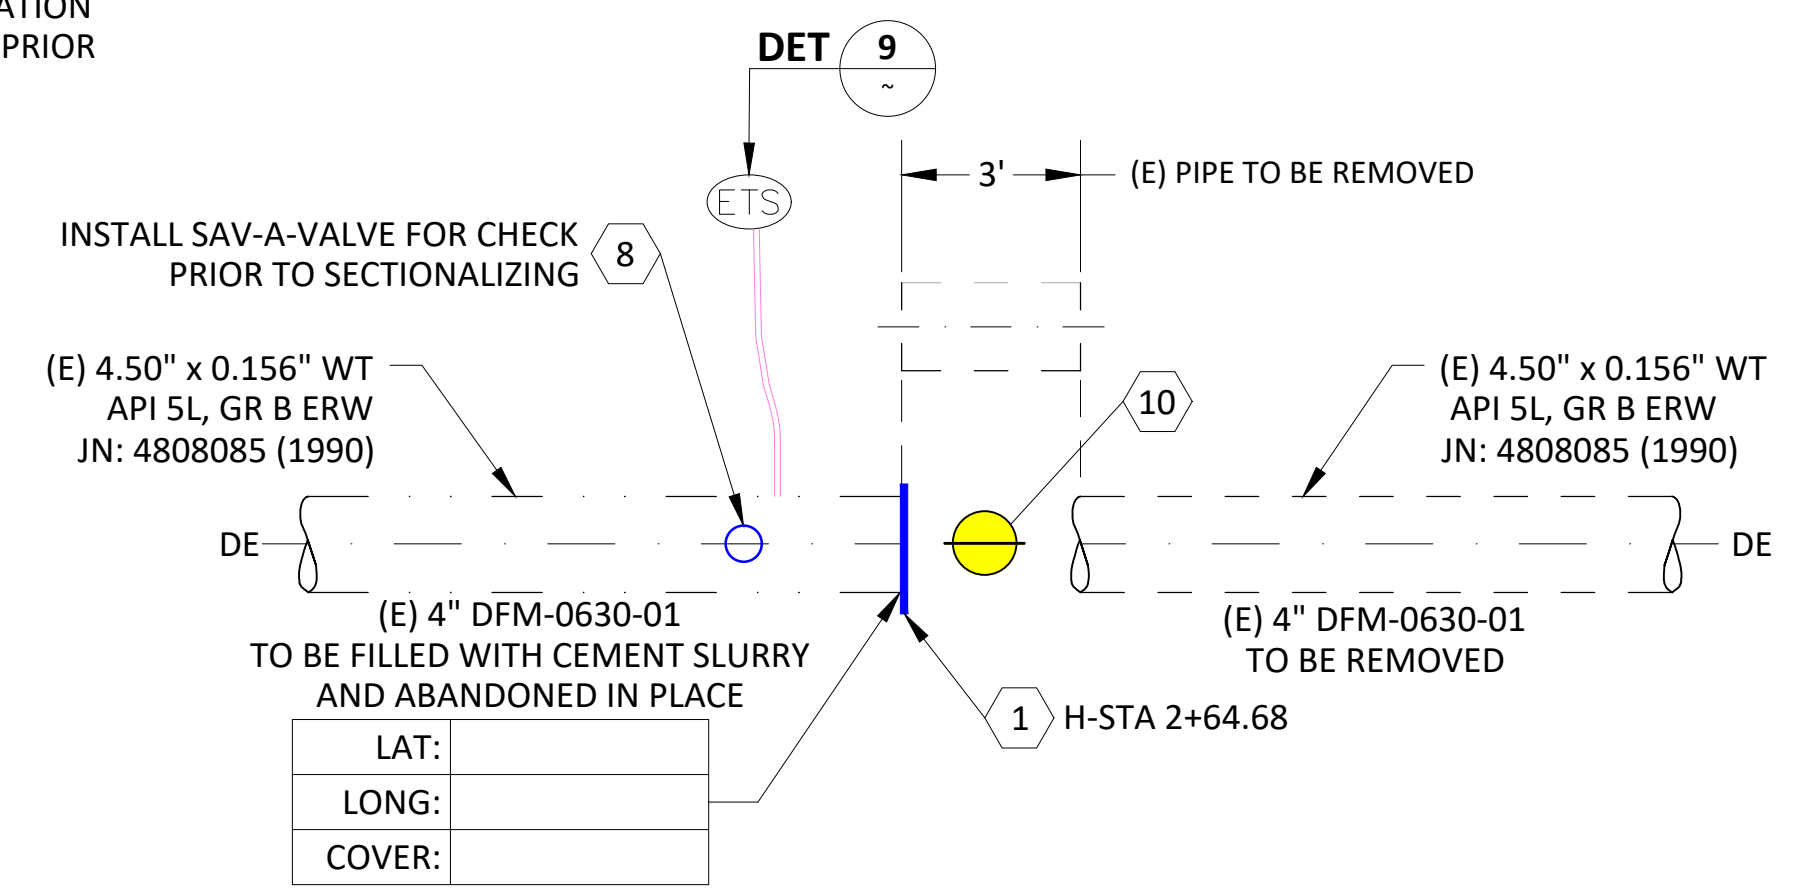 ATION
PRIOR
DET 9
~
ETS
3' (E) PIPE TO BE REMOVED
INSTALL SAV-A-VALVE FOR CHECK
PRIOR TO SECTIONALIZING
8
(E) 4.50" x 0.156" WT
API 5L, GR B ERW
JN: 4808085 (1990)
10
(E) 4.50" x 0.156" WT
API 5L, GR B ERW
JN: 4808085 (1990)
DE
DE
(E) 4" DFM-0630-01
TO BE FILLED WITH CEMENT SLURRY
AND ABANDONED IN PLACE
(E) 4" DFM-0630-01
TO BE REMOVED
1 H-STA 2+64.68
LAT:
LONG:
COVER: